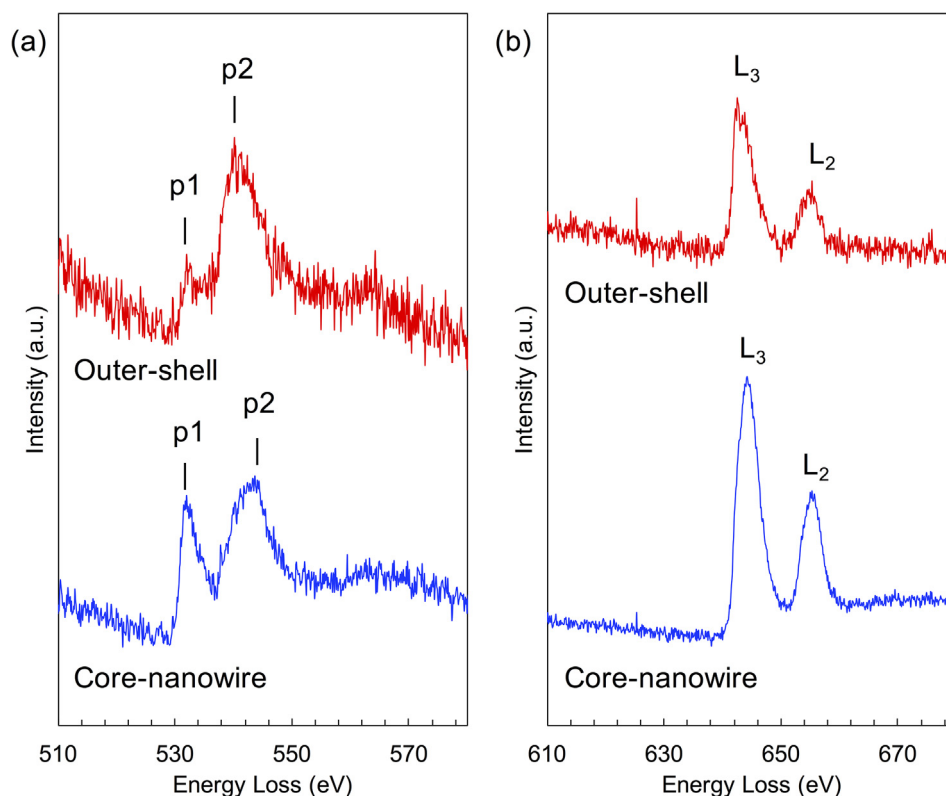 (a)
p2
p1
Outer-shell
p2
p1
Core-nanowire
Intensity (a.u.)
510 530 550 570
Energy Loss (eV)
(b)
L3
L2
Outer-shell
L3
L2
Core-nanowire
Intensity (a.u.)
610 630 650 670
Energy Loss (eV)